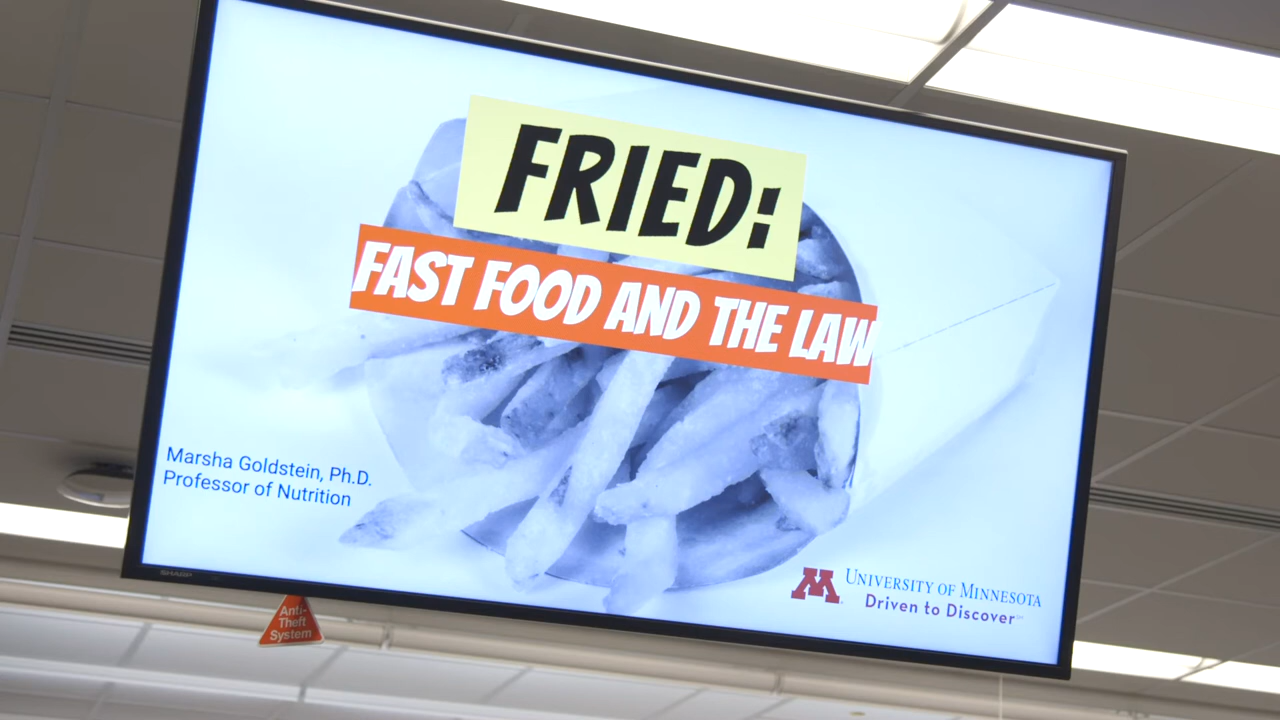 FRIED:
FAST FOOD AND THE LAW
Marsha Goldstein, Ph.D.
Professor of Nutrition
M
UNIVERSITY OF MINNESOTA
Driven to Discover
SHARP
Anti-
Theft
System